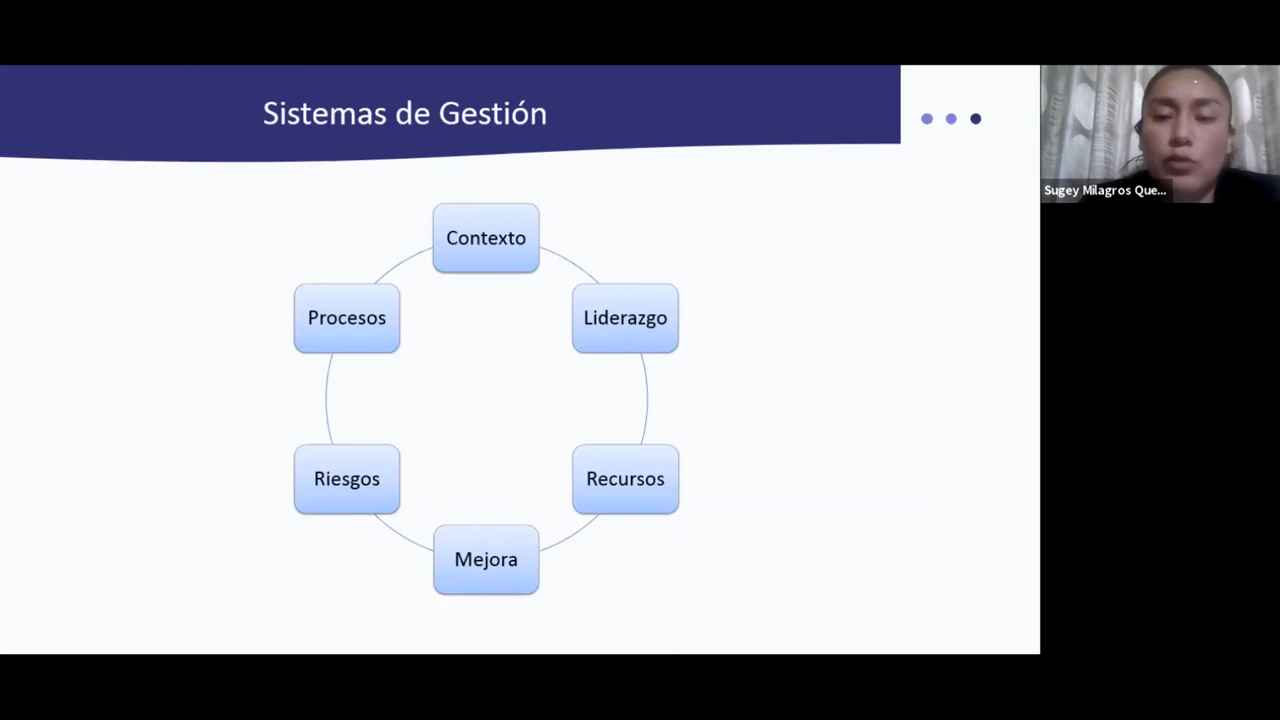 Sistemas de Gestión
Sugey Milagros Que...
Contexto
Procesos
Liderazgo
Riesgos
Recursos
Mejora